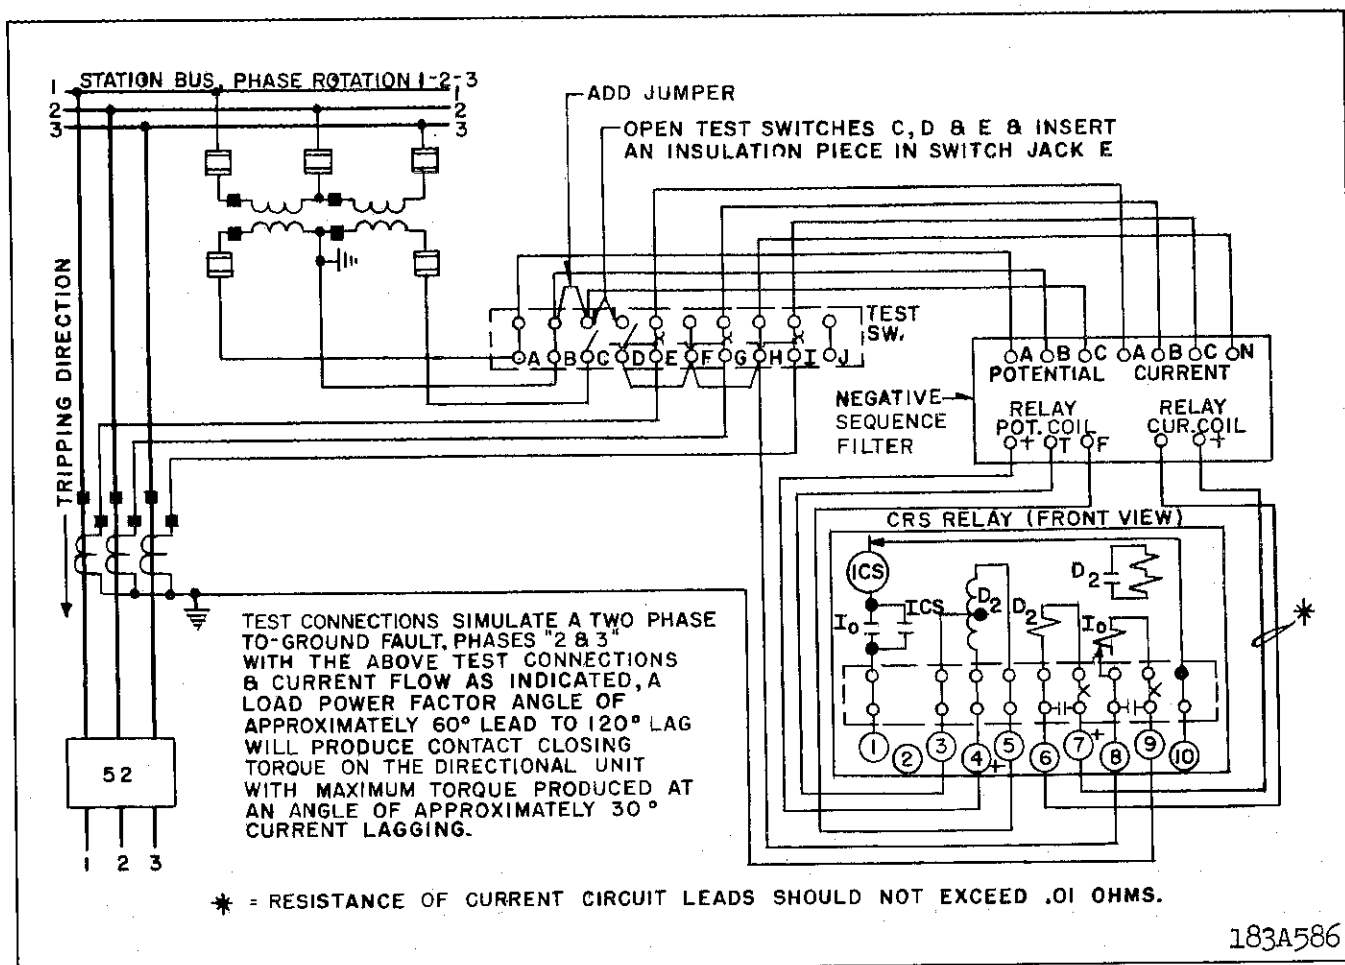 STATION BUS, PHASE ROTATION 1-2-3
1
2
3
1
2
3
ADD JUMPER
OPEN TEST SWITCHES C, D & E & INSERT
AN INSULATION PIECE IN SWITCH JACK E
TRIPPING DIRECTION
TEST
SW.
A B C D E F G H I J
A B C A B C N
POTENTIAL CURRENT
NEGATIVE
SEQUENCE
FILTER
RELAY
POT. COIL
+ T F
RELAY
CUR. COIL
+
CRS RELAY (FRONT VIEW)
ICS
I0
ICS
D2
D2
D2
I0
*
1 2 3 4 + 5 6 7 + 8 9 10
TEST CONNECTIONS SIMULATE A TWO PHASE
TO-GROUND FAULT, PHASES "2 & 3"
WITH THE ABOVE TEST CONNECTIONS
& CURRENT FLOW AS INDICATED, A
LOAD POWER FACTOR ANGLE OF
APPROXIMATELY 60° LEAD TO 120° LAG
WILL PRODUCE CONTACT CLOSING
TORQUE ON THE DIRECTIONAL UNIT
WITH MAXIMUM TORQUE PRODUCED AT
AN ANGLE OF APPROXIMATELY 30°
CURRENT LAGGING.
52
1 2 3
* = RESISTANCE OF CURRENT CIRCUIT LEADS SHOULD NOT EXCEED .01 OHMS.
183A586